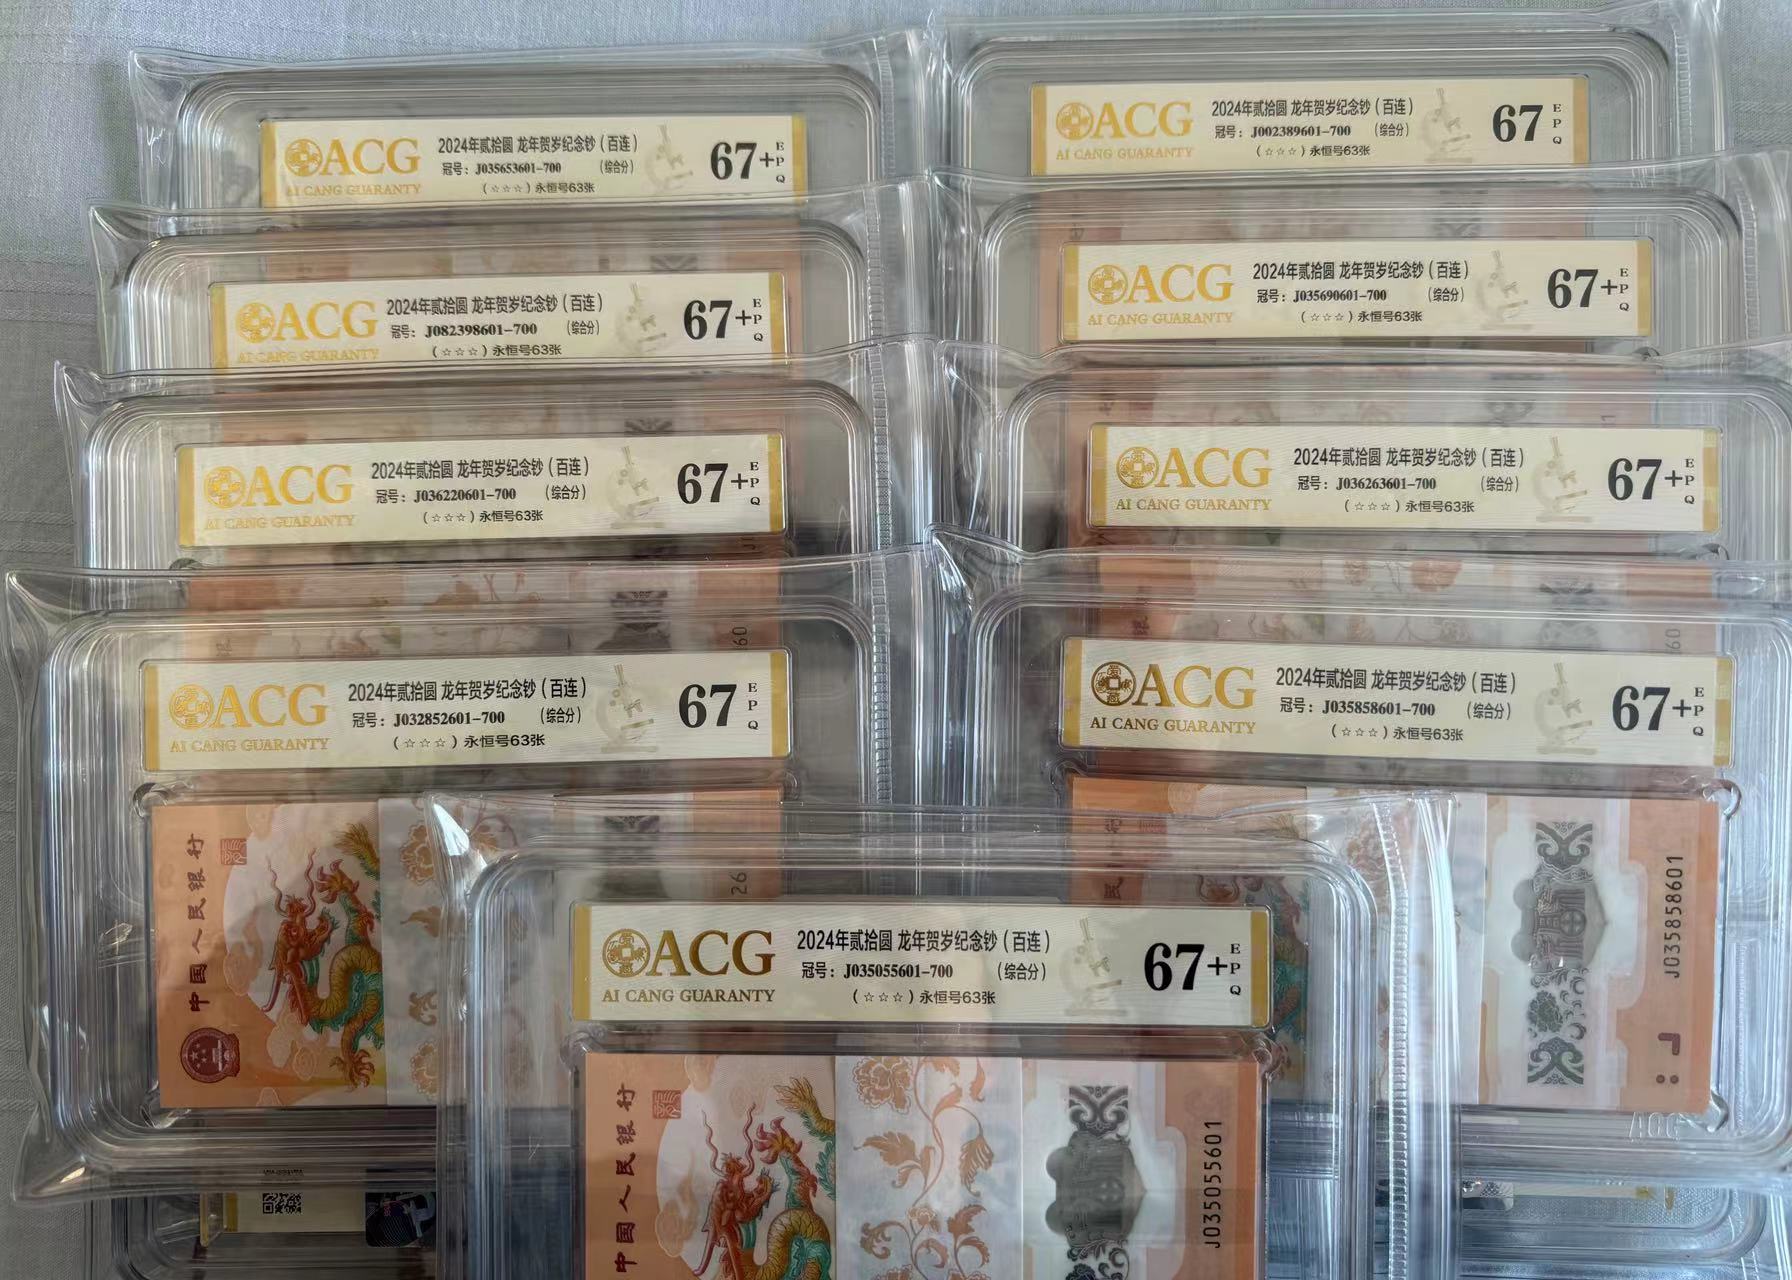 ACG
AI CANG GUARANTY
2024年贰拾圆 龙年贺岁纪念钞（百连）
冠号：J035653601-700 （综合分）
（☆☆☆）永恒号63张
67+ EPQ
ACG
AI CANG GUARANTY
2024年贰拾圆 龙年贺岁纪念钞（百连）
冠号：J002389601-700 （综合分）
（☆☆☆）永恒号63张
67 EPQ
ACG
AI CANG GUARANTY
2024年贰拾圆 龙年贺岁纪念钞（百连）
冠号：J082398601-700 （综合分）
（☆☆☆）永恒号63张
67+ EPQ
ACG
AI CANG GUARANTY
2024年贰拾圆 龙年贺岁纪念钞（百连）
冠号：J035690601-700 （综合分）
（☆☆☆）永恒号63张
67+ EPQ
ACG
AI CANG GUARANTY
2024年贰拾圆 龙年贺岁纪念钞（百连）
冠号：J036220601-700 （综合分）
（☆☆☆）永恒号63张
67+ EPQ
ACG
AI CANG GUARANTY
2024年贰拾圆 龙年贺岁纪念钞（百连）
冠号：J036263601-700 （综合分）
（☆☆☆）永恒号63张
67+ EPQ
ACG
AI CANG GUARANTY
2024年贰拾圆 龙年贺岁纪念钞（百连）
冠号：J032852601-700 （综合分）
（☆☆☆）永恒号63张
67 EPQ
中国人民银行
ACG
AI CANG GUARANTY
2024年贰拾圆 龙年贺岁纪念钞（百连）
冠号：J035858601-700 （综合分）
（☆☆☆）永恒号63张
67+ EPQ
J035858601
ACG
ACG
AI CANG GUARANTY
2024年贰拾圆 龙年贺岁纪念钞（百连）
冠号：J035055601-700 （综合分）
（☆☆☆）永恒号63张
67+ EPQ
中国人民银行
J035055601